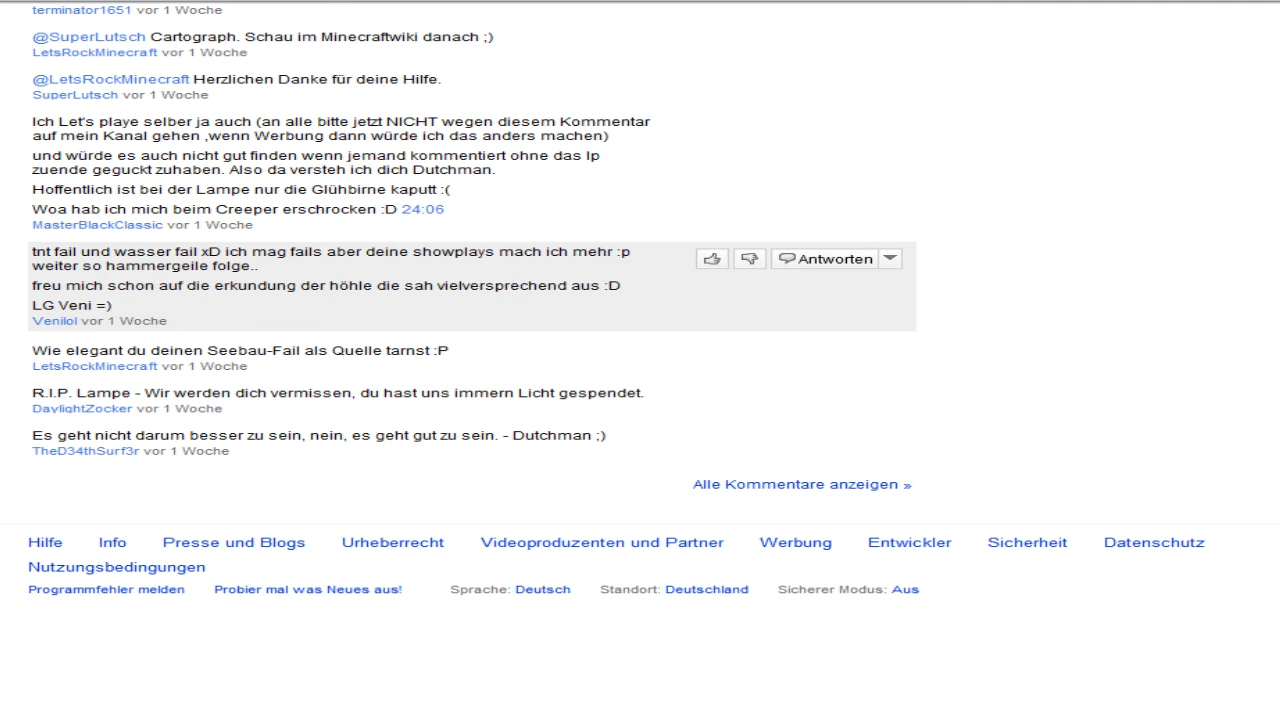 terminator1651 vor 1 Woche
@SuperLutsch Cartograph. Schau im Minecraftwiki danach ;)
LetsRockMinecraft vor 1 Woche
@LetsRockMinecraft Herzlichen Danke für deine Hilfe.
SuperLutsch vor 1 Woche
Ich Let's playe selber ja auch (an alle bitte jetzt NICHT wegen diesem Kommentar
auf mein Kanal gehen ,wenn Werbung dann würde ich das anders machen)
und würde es auch nicht gut finden wenn jemand kommentiert ohne das lp
zuende geguckt zuhaben. Also da versteh ich dich Dutchman.
Hoffentlich ist bei der Lampe nur die Glühbirne kaputt :(
Woa hab ich mich beim Creeper erschrocken :D 24:06
MasterBlackClassic vor 1 Woche
tnt fail und wasser fail xD ich mag fails aber deine showplays mach ich mehr :p
Antworten
weiter so hammergeile folge..
freu mich schon auf die erkundung der höhle die sah vielversprechend aus :D
LG Veni =)
Venilol vor 1 Woche
Wie elegant du deinen Seebau-Fail als Quelle tarnst :P
LetsRockMinecraft vor 1 Woche
R.I.P. Lampe - Wir werden dich vermissen, du hast uns immern Licht gespendet.
DaylightZocker vor 1 Woche
Es geht nicht darum besser zu sein, nein, es geht gut zu sein. - Dutchman ;)
TheD34thSurf3r vor 1 Woche
Alle Kommentare anzeigen »
Hilfe Info Presse und Blogs Urheberrecht Videoproduzenten und Partner Werbung Entwickler Sicherheit Datenschutz
Nutzungsbedingungen
Programmfehler melden Probier mal was Neues aus! Sprache: Deutsch Standort: Deutschland Sicherer Modus: Aus